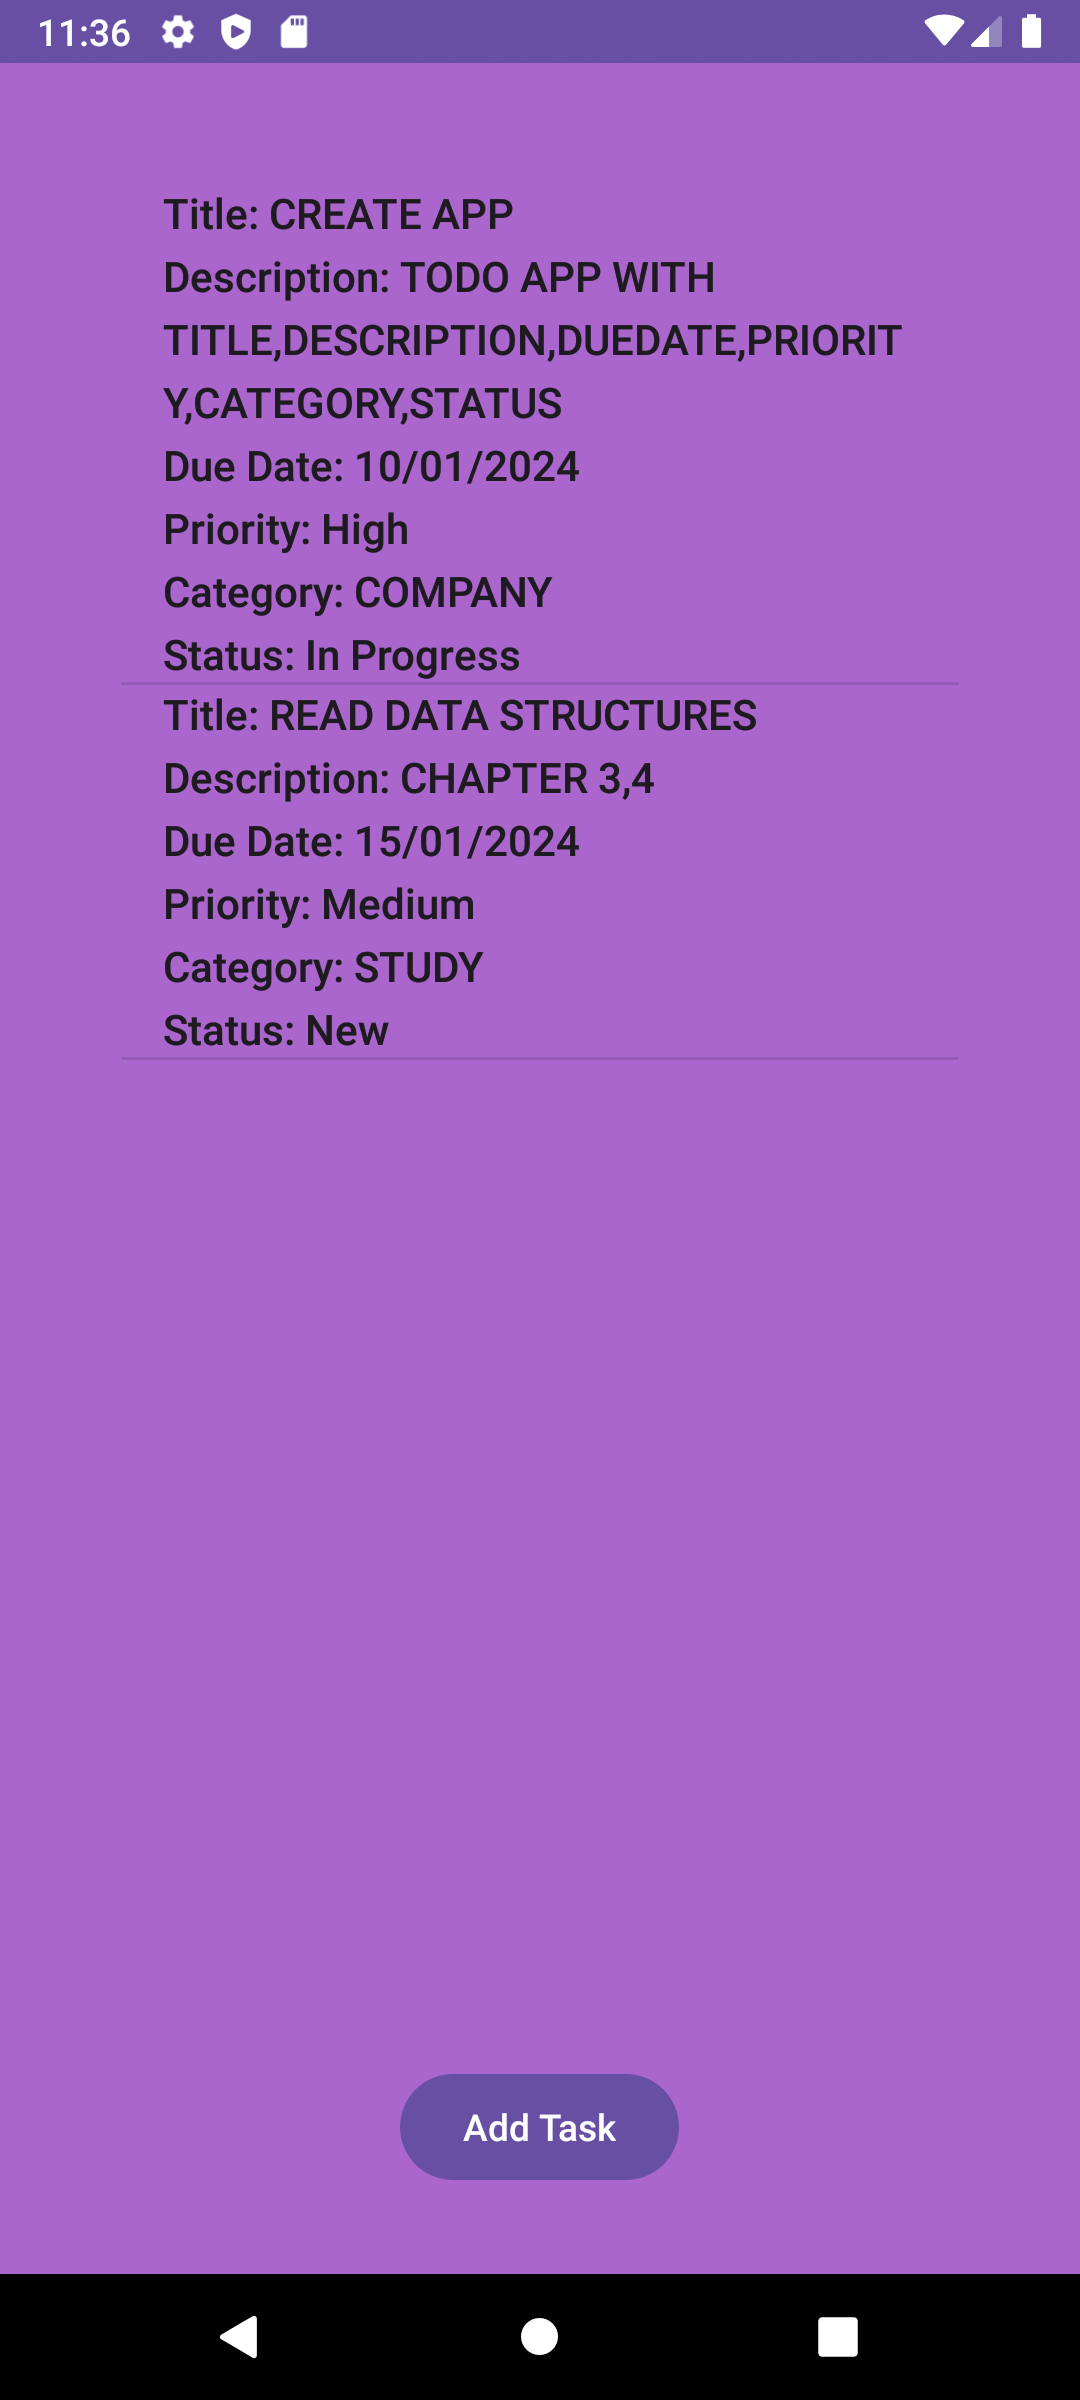 11:36
Title: CREATE APP
Description: TODO APP WITH
TITLE,DESCRIPTION,DUEDATE,PRIORIT
Y,CATEGORY,STATUS
Due Date: 10/01/2024
Priority: High
Category: COMPANY
Status: In Progress
Title: READ DATA STRUCTURES
Description: CHAPTER 3,4
Due Date: 15/01/2024
Priority: Medium
Category: STUDY
Status: New
Add Task